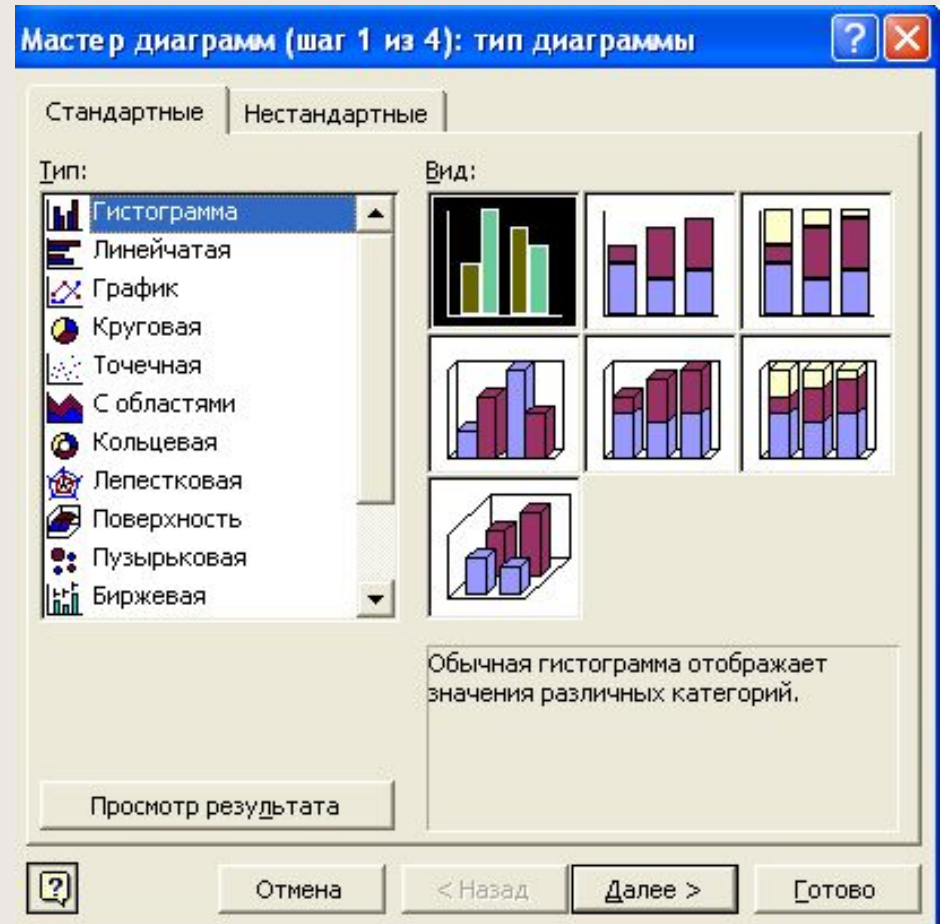 Мастер диаграмм (шаг 1 из 4): тип диаграммы
Стандартные
Нестандартные
Тип:
Вид:
Гистограмма
Линейчатая
График
Круговая
Точечная
С областями
Кольцевая
Лепестковая
Поверхность
Пузырьковая
Биржевая
Обычная гистограмма отображает
значения различных категорий.
Просмотр результата
Отмена
< Назад
Далее >
Готово